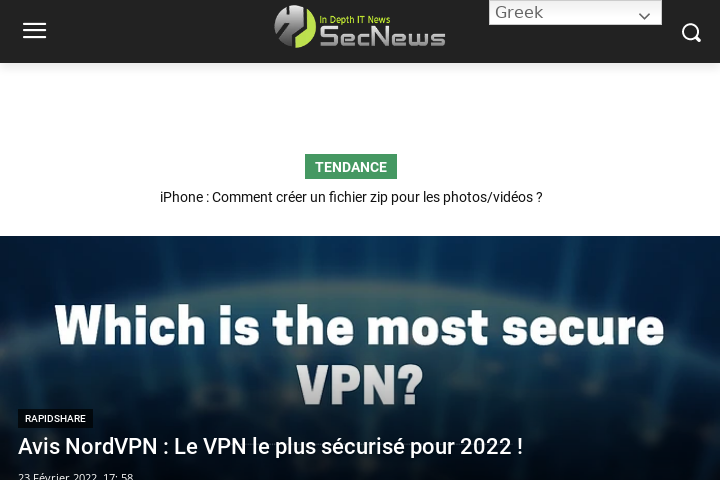 In Depth IT News
SecNews
Greek
TENDANCE
iPhone : Comment créer un fichier zip pour les photos/vidéos ?
Which is the most secure
VPN?
RAPIDSHARE
Avis NordVPN : Le VPN le plus sécurisé pour 2022 !
23 Février 2022, 17: 58